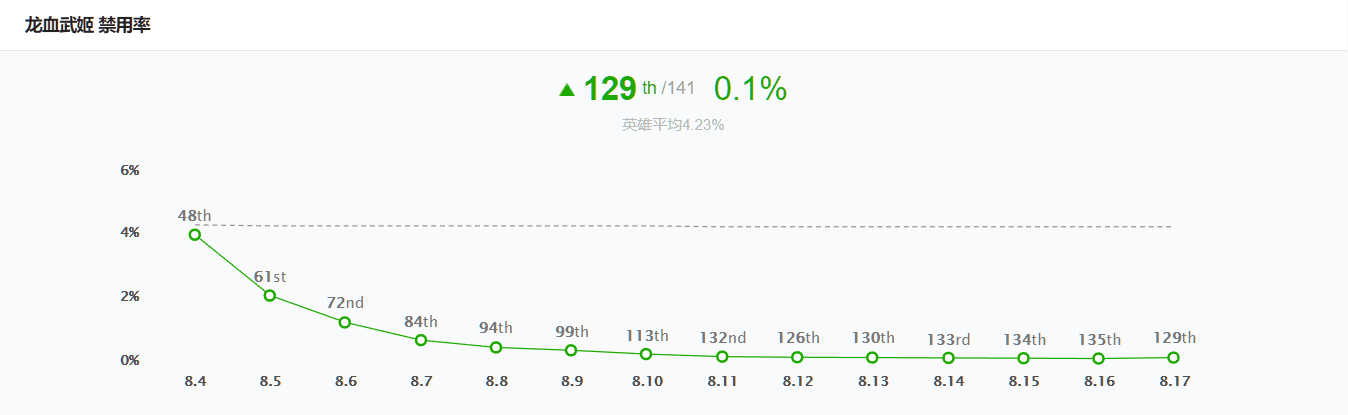 龙血武姬 禁用率
▲ 129 th /141 0.1%
英雄平均4.23%
6%
4%
2%
0%
48th
61st
72nd
84th
94th
99th
113th
132nd
126th
130th
133rd
134th
135th
129th
8.4 8.5 8.6 8.7 8.8 8.9 8.10 8.11 8.12 8.13 8.14 8.15 8.16 8.17